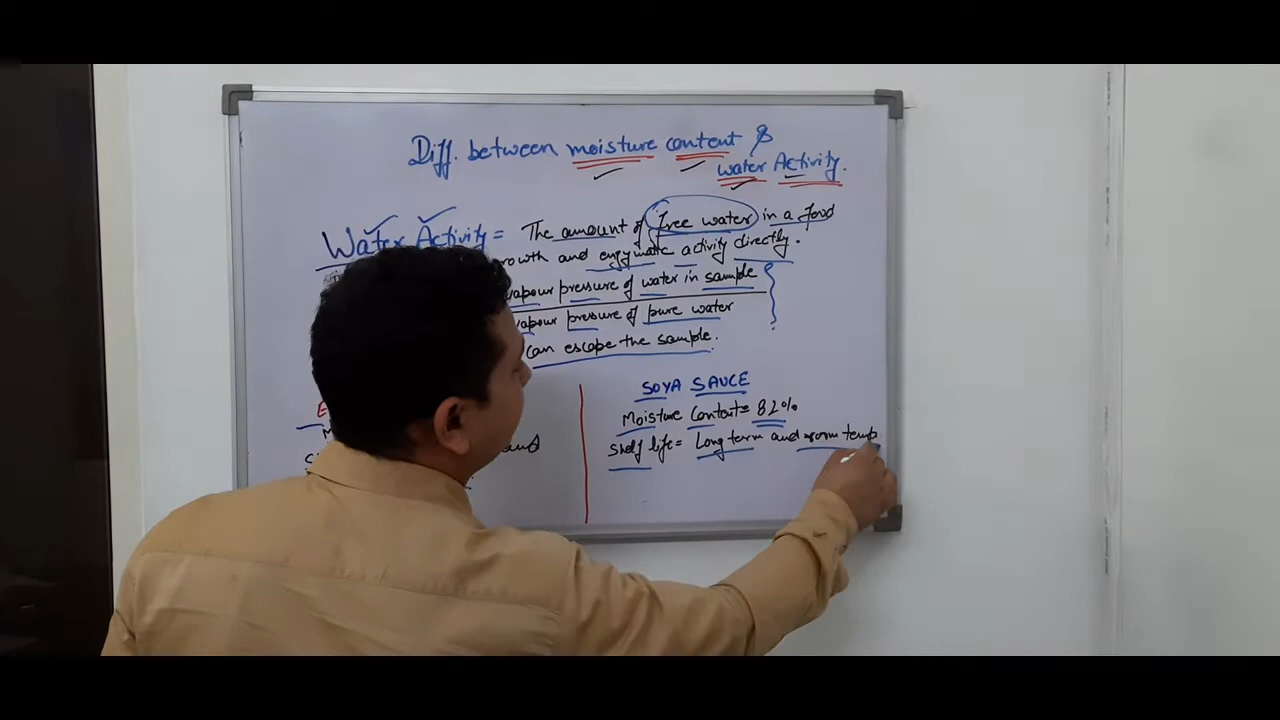 Diff. between moisture content &
water Activity.
Water Activity = The amount of free water in a food
and enzymate activity directly.
vapour pressure of water in sample
vapour pressure of pure water
can escape the sample.
SOYA SAUCE
Moisture Content = 82%
Shelf life = Long term and room temp
and